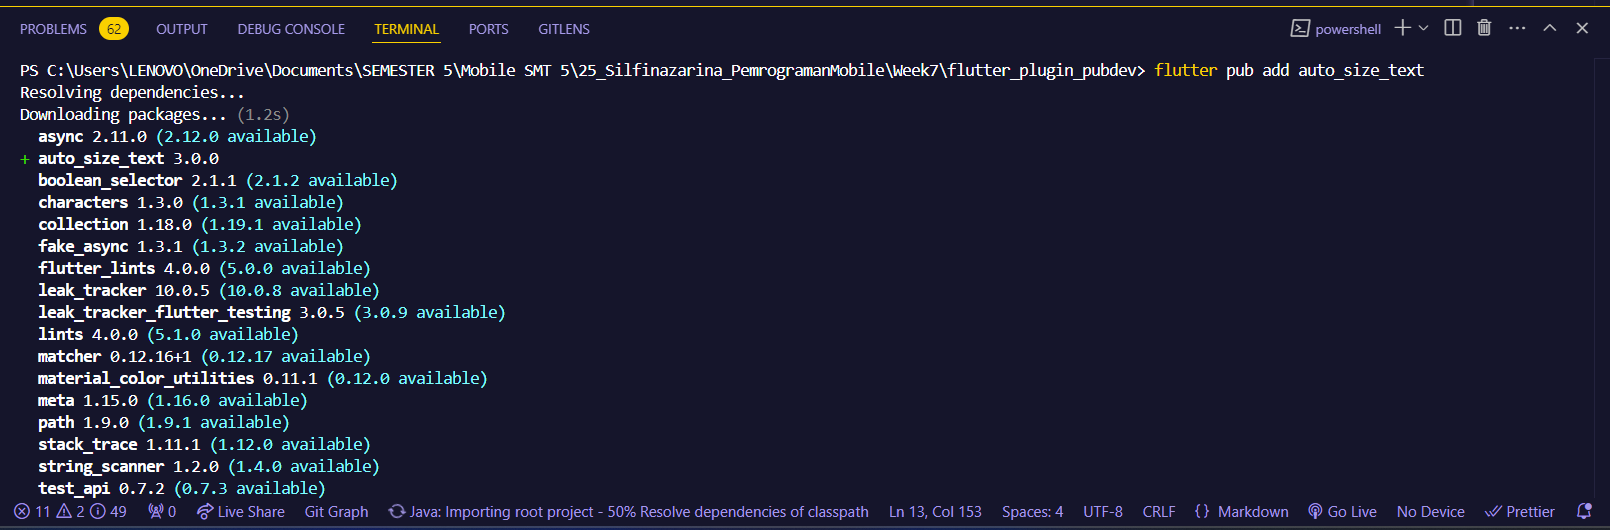 PROBLEMS 62 OUTPUT DEBUG CONSOLE TERMINAL PORTS GITLENS powershell
PS C:\Users\LENOVO\OneDrive\Documents\SEMESTER 5\Mobile SMT 5\25_Silfinazarina_PemrogramanMobile\Week7\flutter_plugin_pubdev> flutter pub add auto_size_text
Resolving dependencies...
Downloading packages... (1.2s)
async 2.11.0 (2.12.0 available)
+ auto_size_text 3.0.0
boolean_selector 2.1.1 (2.1.2 available)
characters 1.3.0 (1.3.1 available)
collection 1.18.0 (1.19.1 available)
fake_async 1.3.1 (1.3.2 available)
flutter_lints 4.0.0 (5.0.0 available)
leak_tracker 10.0.5 (10.0.8 available)
leak_tracker_flutter_testing 3.0.5 (3.0.9 available)
lints 4.0.0 (5.1.0 available)
matcher 0.12.16+1 (0.12.17 available)
material_color_utilities 0.11.1 (0.12.0 available)
meta 1.15.0 (1.16.0 available)
path 1.9.0 (1.9.1 available)
stack_trace 1.11.1 (1.12.0 available)
string_scanner 1.2.0 (1.4.0 available)
test_api 0.7.2 (0.7.3 available)
11 2 49 0 Live Share Git Graph Java: Importing root project - 50% Resolve dependencies of classpath Ln 13, Col 153 Spaces: 4 UTF-8 CRLF {} Markdown Go Live No Device Prettier